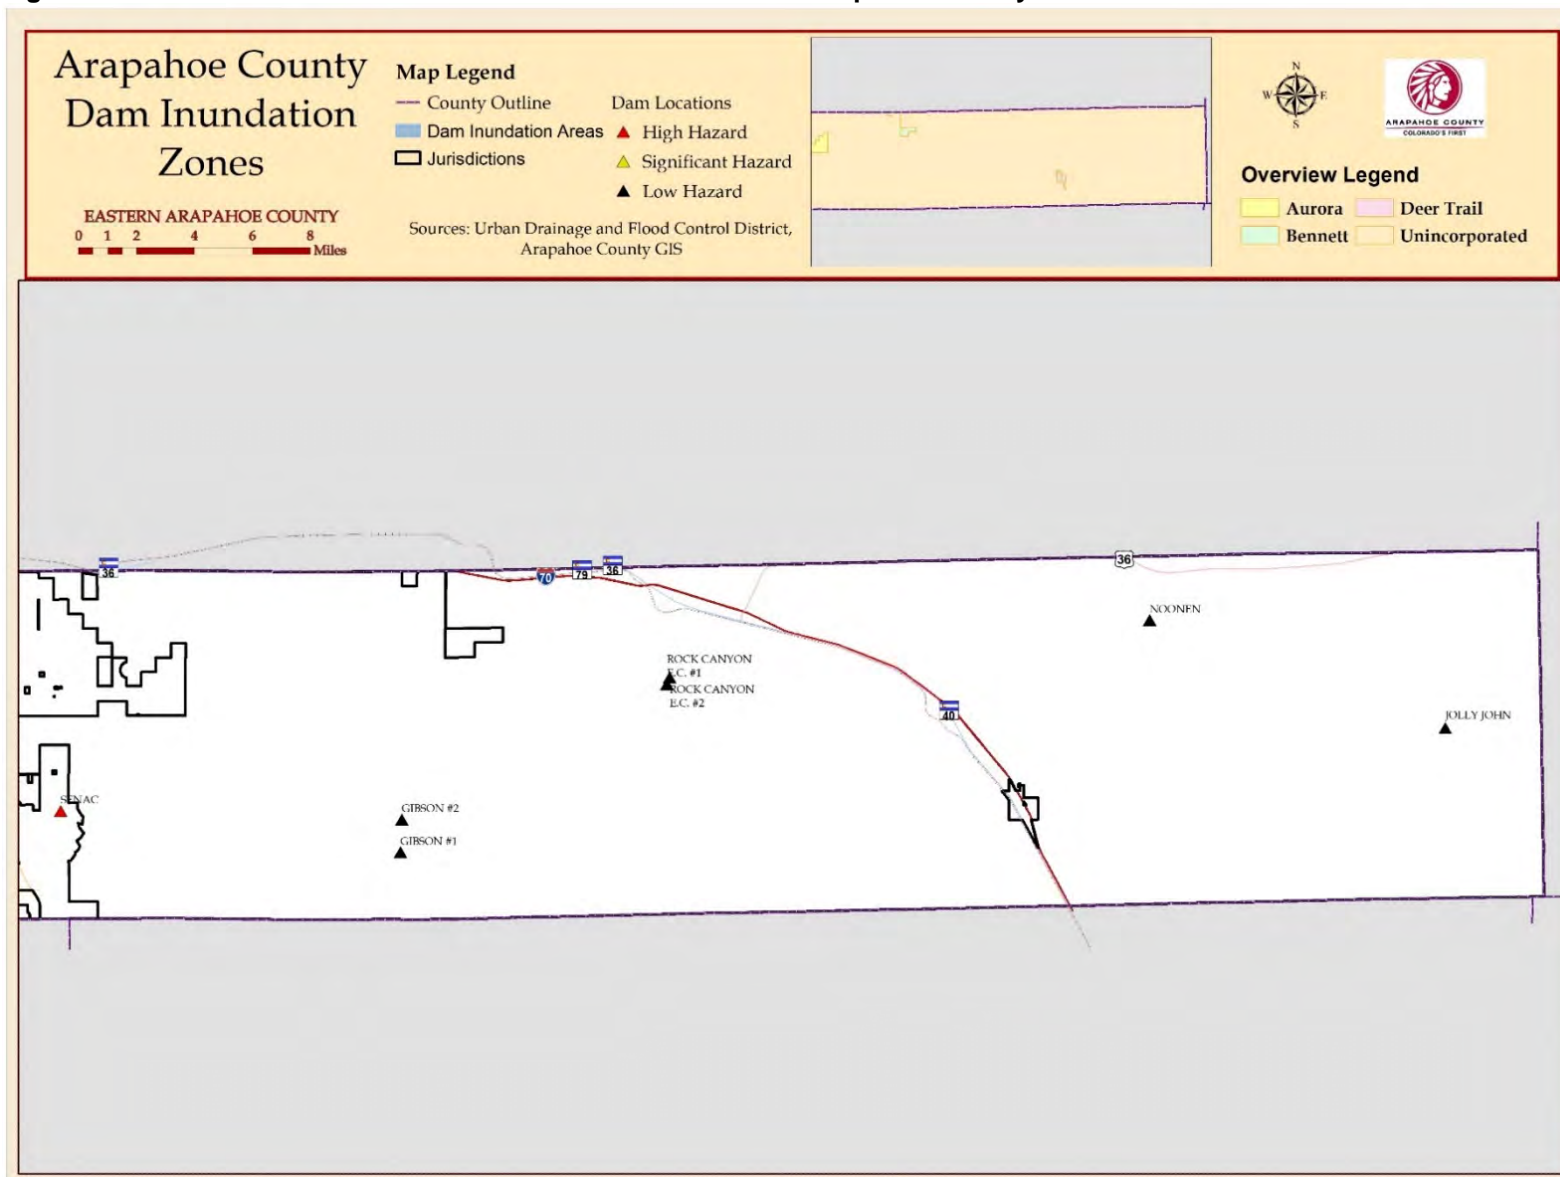 Arapahoe County
Dam Inundation
Zones
EASTERN ARAPAHOE COUNTY
0 1 2 4 6 8
Miles
Map Legend
County Outline
Dam Inundation Areas
Jurisdictions
Dam Locations
High Hazard
Significant Hazard
Low Hazard
Sources: Urban Drainage and Flood Control District,
Arapahoe County GIS
N
W E
S
ARAPAHOE COUNTY
COLORADO'S FIRST
Overview Legend
Aurora Deer Trail
Bennett Unincorporated
36
70
79
36
36
NOONEN
ROCK CANYON
E.C. #1
ROCK CANYON
E.C. #2
40
JOLLY JOHN
SENAC
GIBSON #2
GIBSON #1